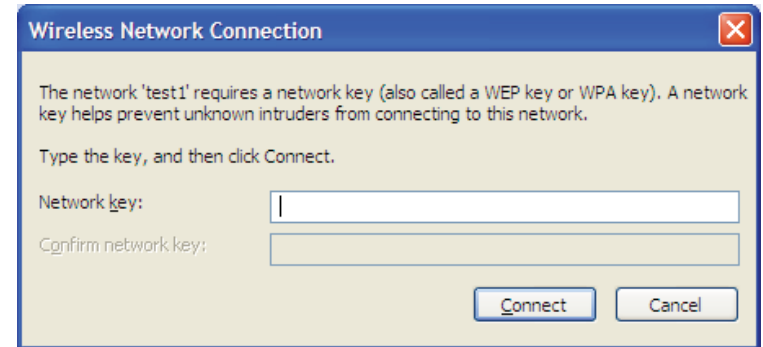 Wireless Network Connection
The network 'test1' requires a network key (also called a WEP key or WPA key). A network
key helps prevent unknown intruders from connecting to this network.
Type the key, and then click Connect.
Network key:
Confirm network key:
Connect Cancel